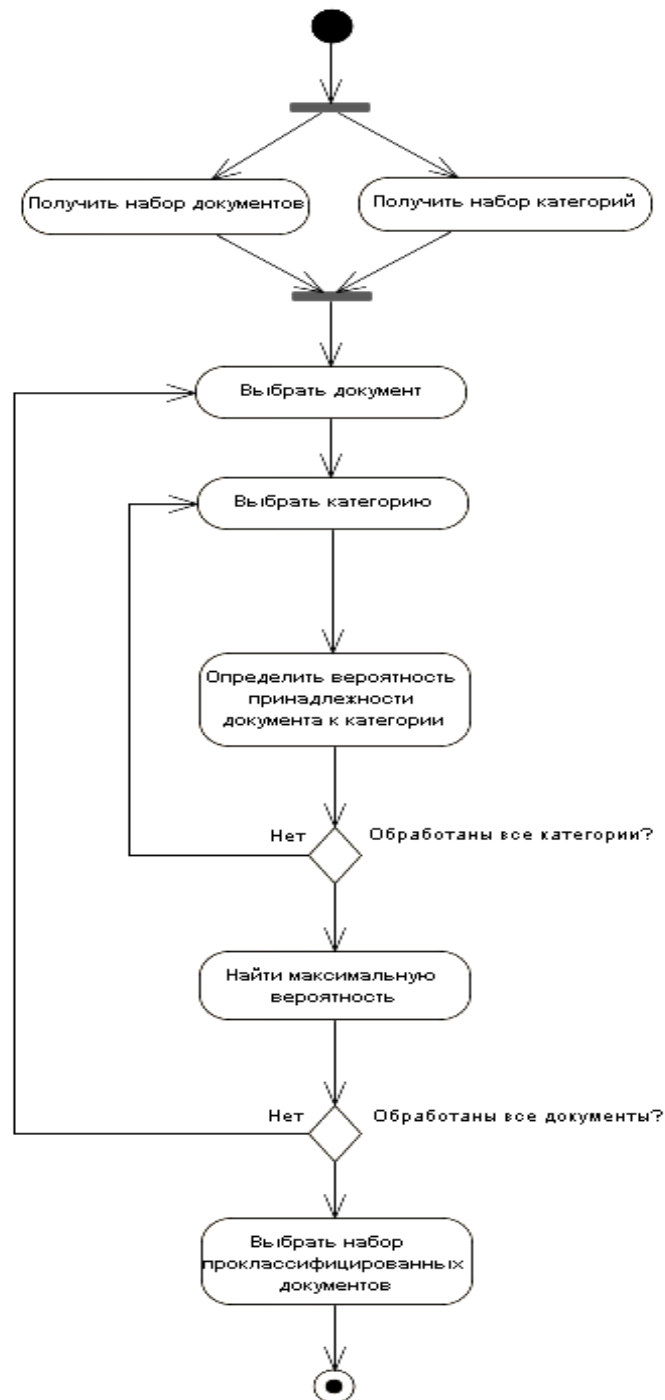 Получить набор документов
Получить набор категорий
Выбрать документ
Выбрать категорию
Определить вероятность
принадлежности
документа к категории
Нет
Обработаны все категории?
Найти максимальную
вероятность
Нет
Обработаны все документы?
Выбрать набор
проклассифицированных
документов